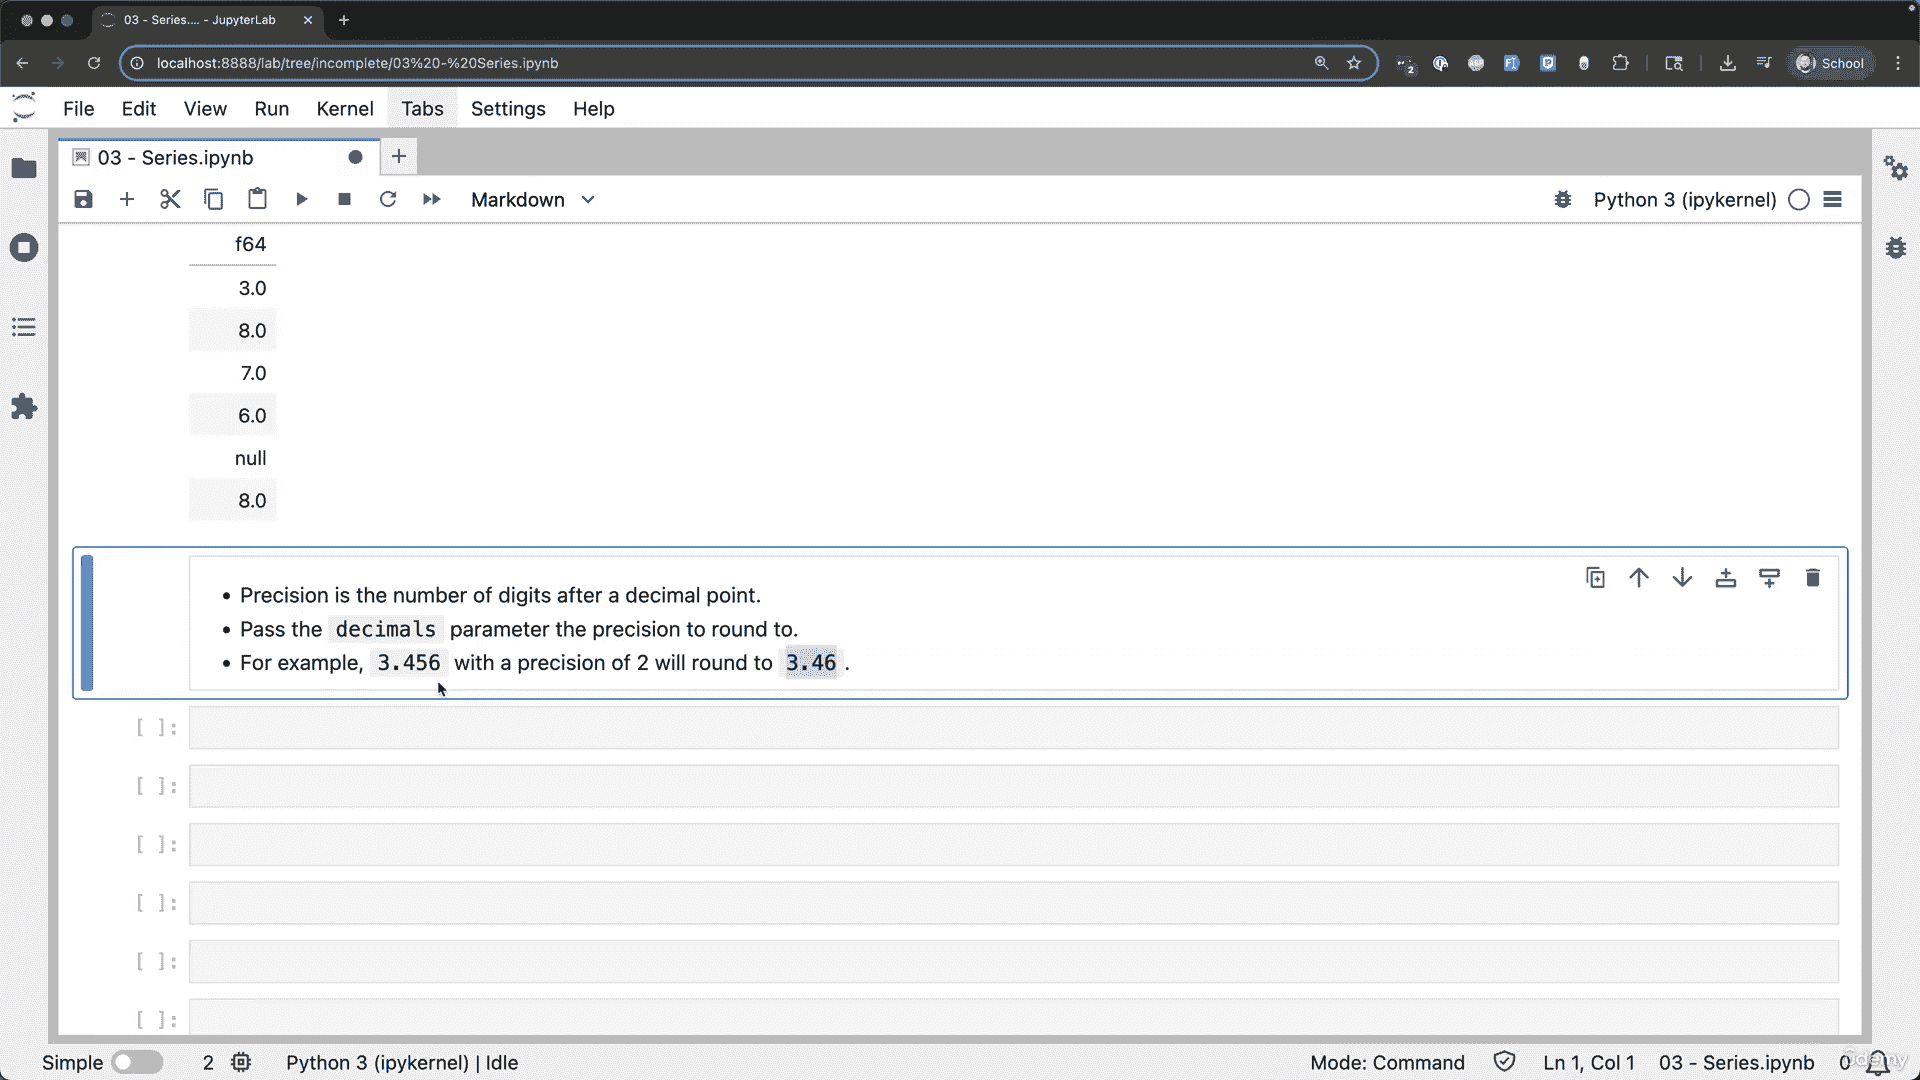 03 - Series.... - JupyterLab
localhost:8888/lab/tree/incomplete/03%20-%20Series.ipynb
2
ABP
School
File Edit View Run Kernel Tabs Settings Help
03 - Series.ipynb
Markdown
Python 3 (ipykernel)
f64
3.0
8.0
7.0
6.0
null
8.0
• Precision is the number of digits after a decimal point.
• Pass the decimals parameter the precision to round to.
• For example, 3.456 with a precision of 2 will round to 3.46 .
[ ]:
[ ]:
[ ]:
[ ]:
[ ]:
[ ]:
Simple 2 Python 3 (ipykernel) | Idle Mode: Command Ln 1, Col 1 03 - Series.ipynb 0
ûdemy